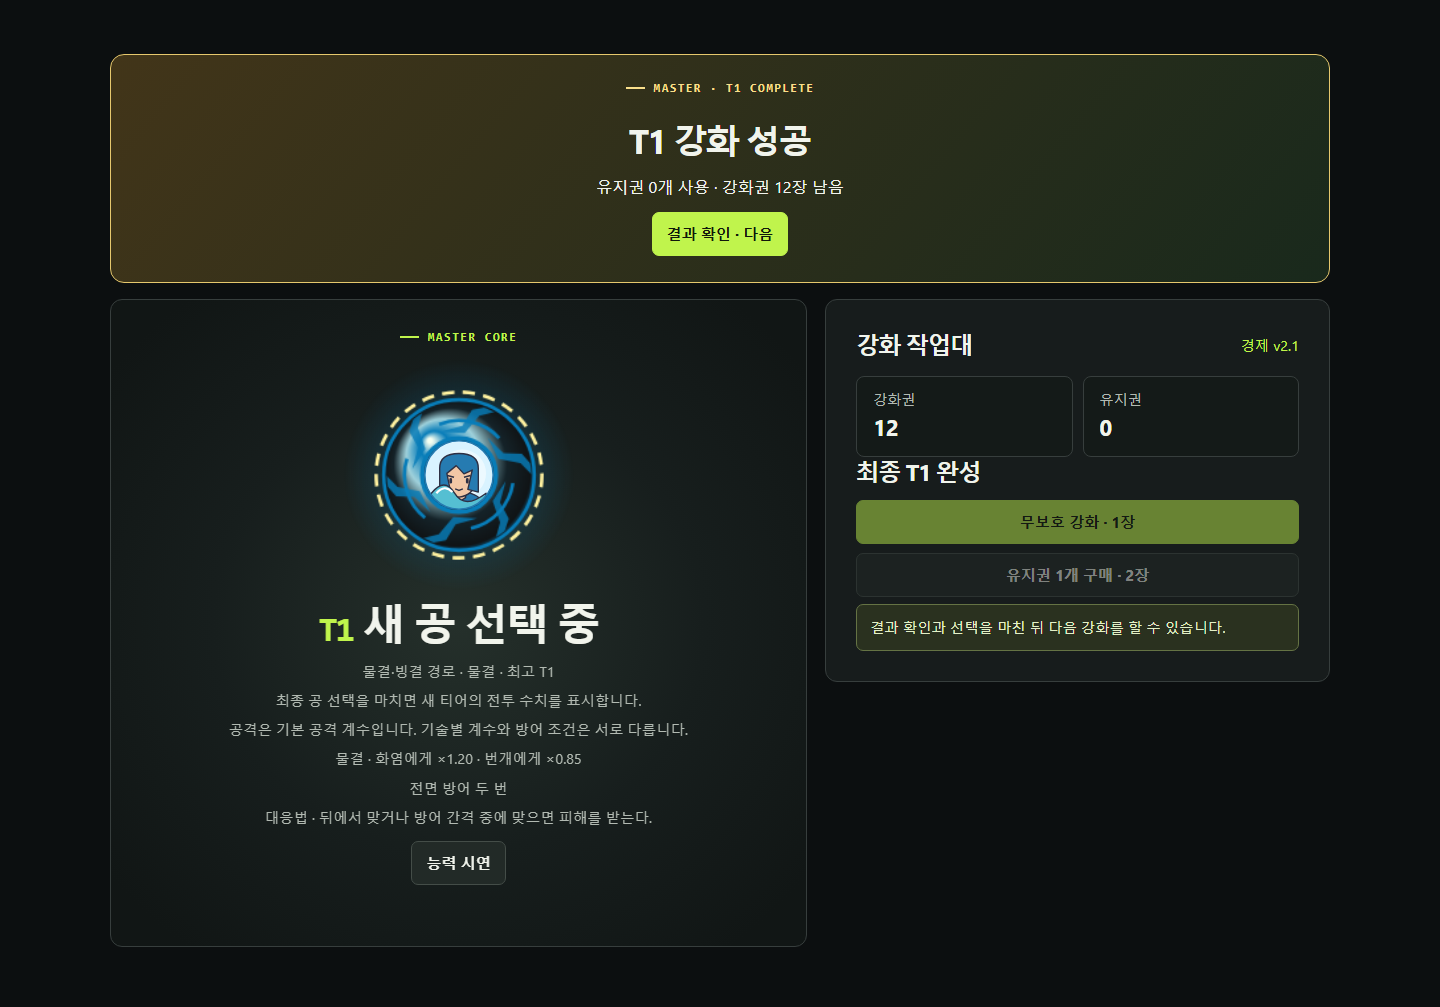 MASTER · T1 COMPLETE
T1 강화 성공
유지권 0개 사용 · 강화권 12장 남음
결과 확인 · 다음
MASTER CORE
T1 새 공 선택 중
물결·빙결 경로 · 물결 · 최고 T1
최종 공 선택을 마치면 새 티어의 전투 수치를 표시합니다.
공격은 기본 공격 계수입니다. 기술별 계수와 방어 조건은 서로 다릅니다.
물결 · 화염에게 ×1.20 · 번개에게 ×0.85
전면 방어 두 번
대응법 · 뒤에서 맞거나 방어 간격 중에 맞으면 피해를 받는다.
능력 시연
강화 작업대
경제 v2.1
강화권
12
유지권
0
최종 T1 완성
무보호 강화 · 1장
유지권 1개 구매 · 2장
결과 확인과 선택을 마친 뒤 다음 강화를 할 수 있습니다.